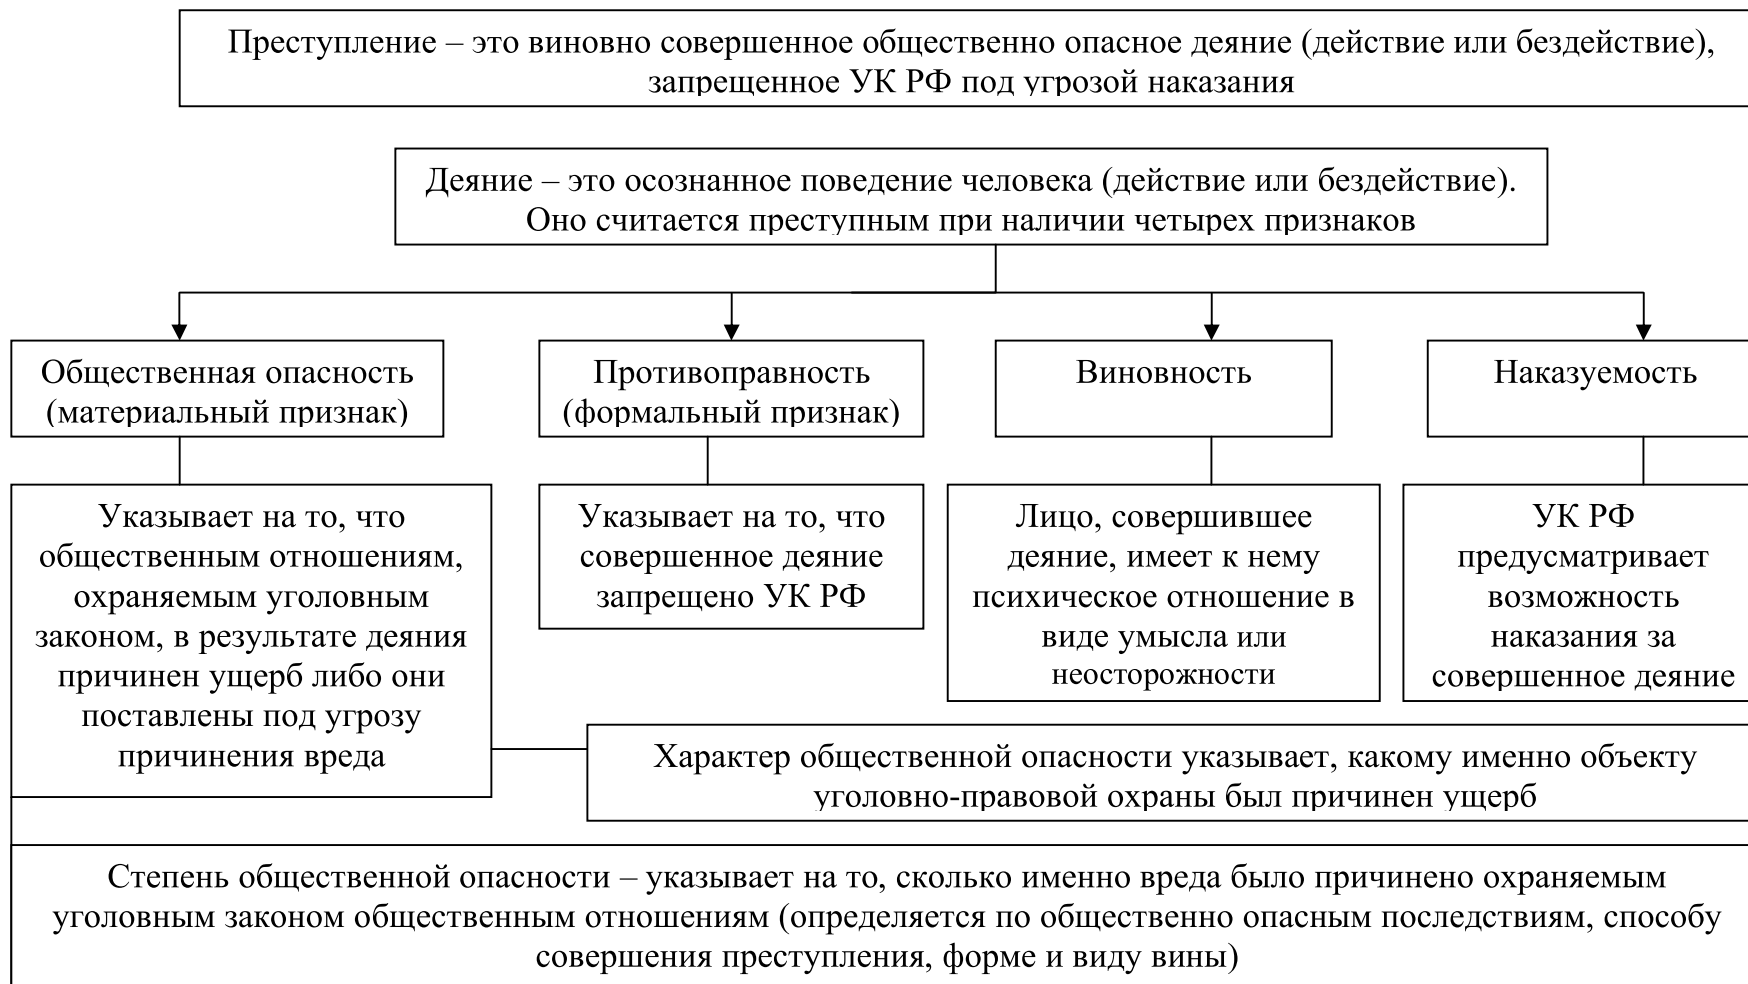 Преступление – это виновно совершенное общественно опасное деяние (действие или бездействие),
запрещенное УК РФ под угрозой наказания
Деяние – это осознанное поведение человека (действие или бездействие).
Оно считается преступным при наличии четырех признаков
Общественная опасность
(материальный признак)
Противоправность
(формальный признак)
Виновность
Наказуемость
Указывает на то, что
общественным отношениям,
охраняемым уголовным
законом, в результате деяния
причинен ущерб либо они
поставлены под угрозу
причинения вреда
Указывает на то, что
совершенное деяние
запрещено УК РФ
Лицо, совершившее
деяние, имеет к нему
психическое отношение в
виде умысла или
неосторожности
УК РФ
предусматривает
возможность
наказания за
совершенное деяние
Характер общественной опасности указывает, какому именно объекту
уголовно-правовой охраны был причинен ущерб
Степень общественной опасности – указывает на то, сколько именно вреда было причинено охраняемым
уголовным законом общественным отношениям (определяется по общественно опасным последствиям, способу
совершения преступления, форме и виду вины)